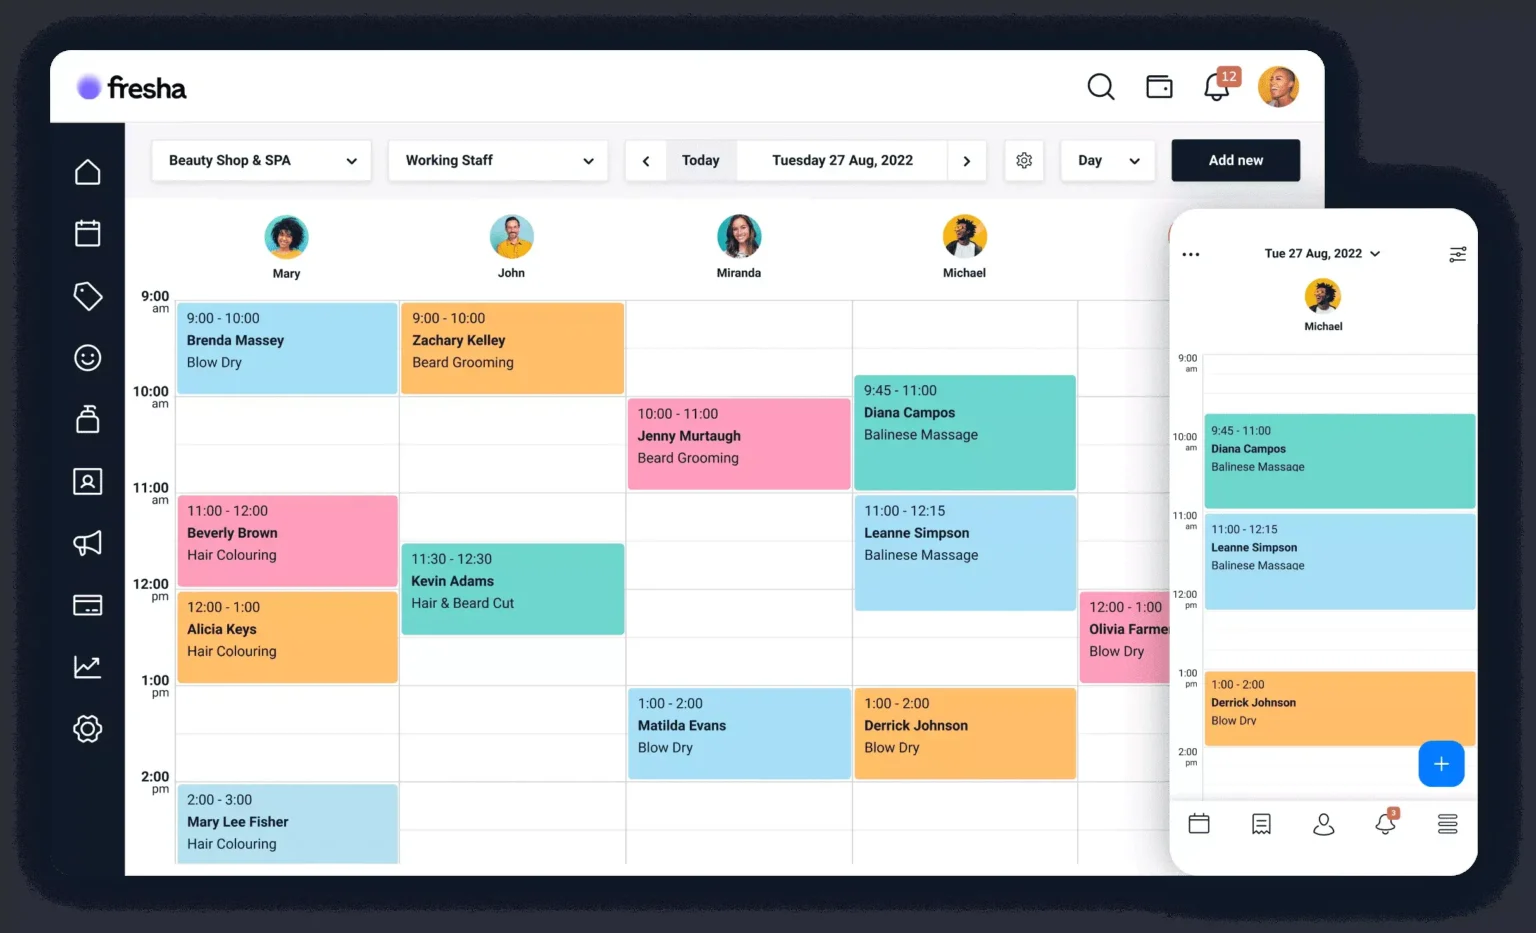 fresha
12
Beauty Shop & SPA
Working Staff
Today
Tuesday 27 Aug, 2022
Day
Add new
Mary
John
Miranda
Michael
9:00
am
10:00
am
11:00
am
12:00
pm
1:00
pm
2:00
pm
9:00 - 10:00
Brenda Massey
Blow Dry
11:00 - 12:00
Beverly Brown
Hair Colouring
12:00 - 1:00
Alicia Keys
Hair Colouring
2:00 - 3:00
Mary Lee Fisher
Hair Colouring
9:00 - 10:00
Zachary Kelley
Beard Grooming
11:30 - 12:30
Kevin Adams
Hair & Beard Cut
10:00 - 11:00
Jenny Murtaugh
Beard Grooming
1:00 - 2:00
Matilda Evans
Blow Dry
9:45 - 11:00
Diana Campos
Balinese Massage
11:00 - 12:15
Leanne Simpson
Balinese Massage
1:00 - 2:00
Derrick Johnson
Blow Dry
12:00 - 1:00
Olivia Farme
Blow Dry
Tue 27 Aug, 2022
Michael
9:00
am
10:00
am
11:00
am
12:00
pm
1:00
pm
2:00
pm
9:45 - 11:00
Diana Campos
Balinese Massage
11:00 - 12:15
Leanne Simpson
Balinese Massage
1:00 - 2:00
Derrick Johnson
Blow Dry
3